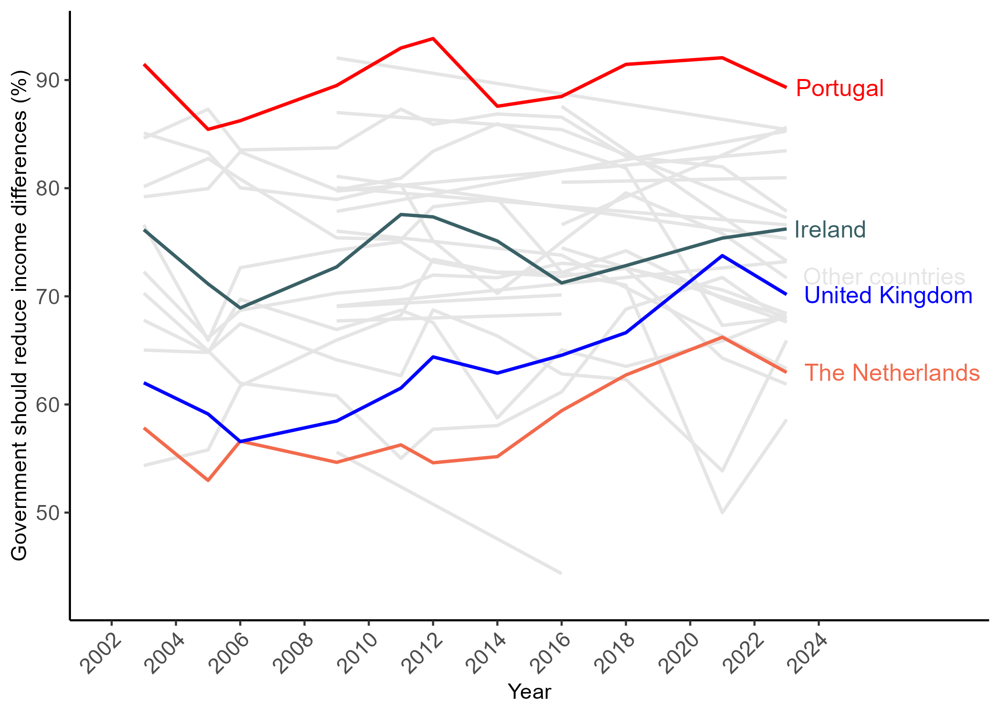 Government should reduce income differences (%)
90
80
70
60
50
Portugal
Ireland
Other countries
United Kingdom
The Netherlands
2002
2004
2006
2008
2010
2012
2014
2016
2018
2020
2022
2024
Year